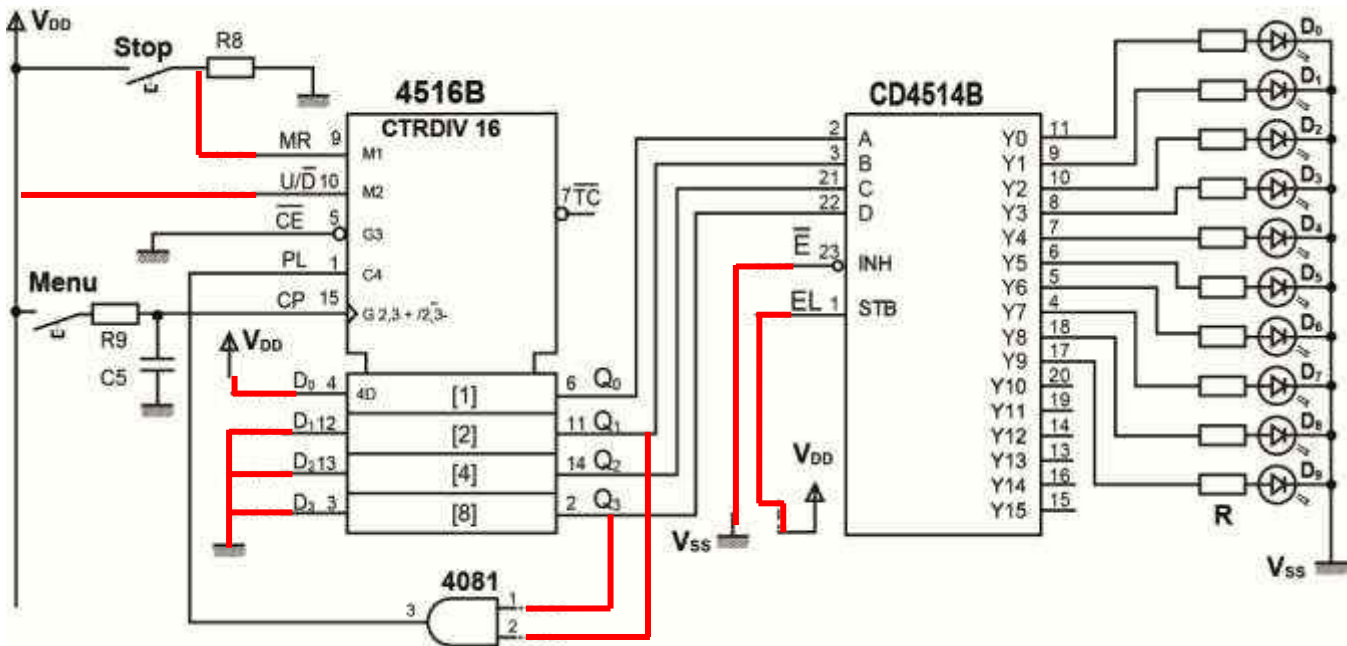 VDD
Stop
R8
4516B
CTRDIV 16
MR 9 M1
U/D̅ 10 M2
C̅E̅ 5 G3
PL 1 C4
CP 15 G 2,3 + /2,3̅-
7 T̅C̅
Menu
R9
C5
VDD
D0 4 4D [1] 6 Q0
D1 12 [2] 11 Q1
D2 13 [4] 14 Q2
D3 3 [8] 2 Q3
4081
3
1
2
CD4514B
2 A
3 B
21 C
22 D
E̅ 23 INH
EL 1 STB
VDD
VSS
Y0 11
Y1 9
Y2 10
Y3 8
Y4 7
Y5 6
Y6 5
Y7 4
Y8 18
Y9 17
Y10 20
Y11 19
Y12 14
Y13 13
Y14 16
Y15 15
D0
D1
D2
D3
D4
D5
D6
D7
D8
D9
R
VSS